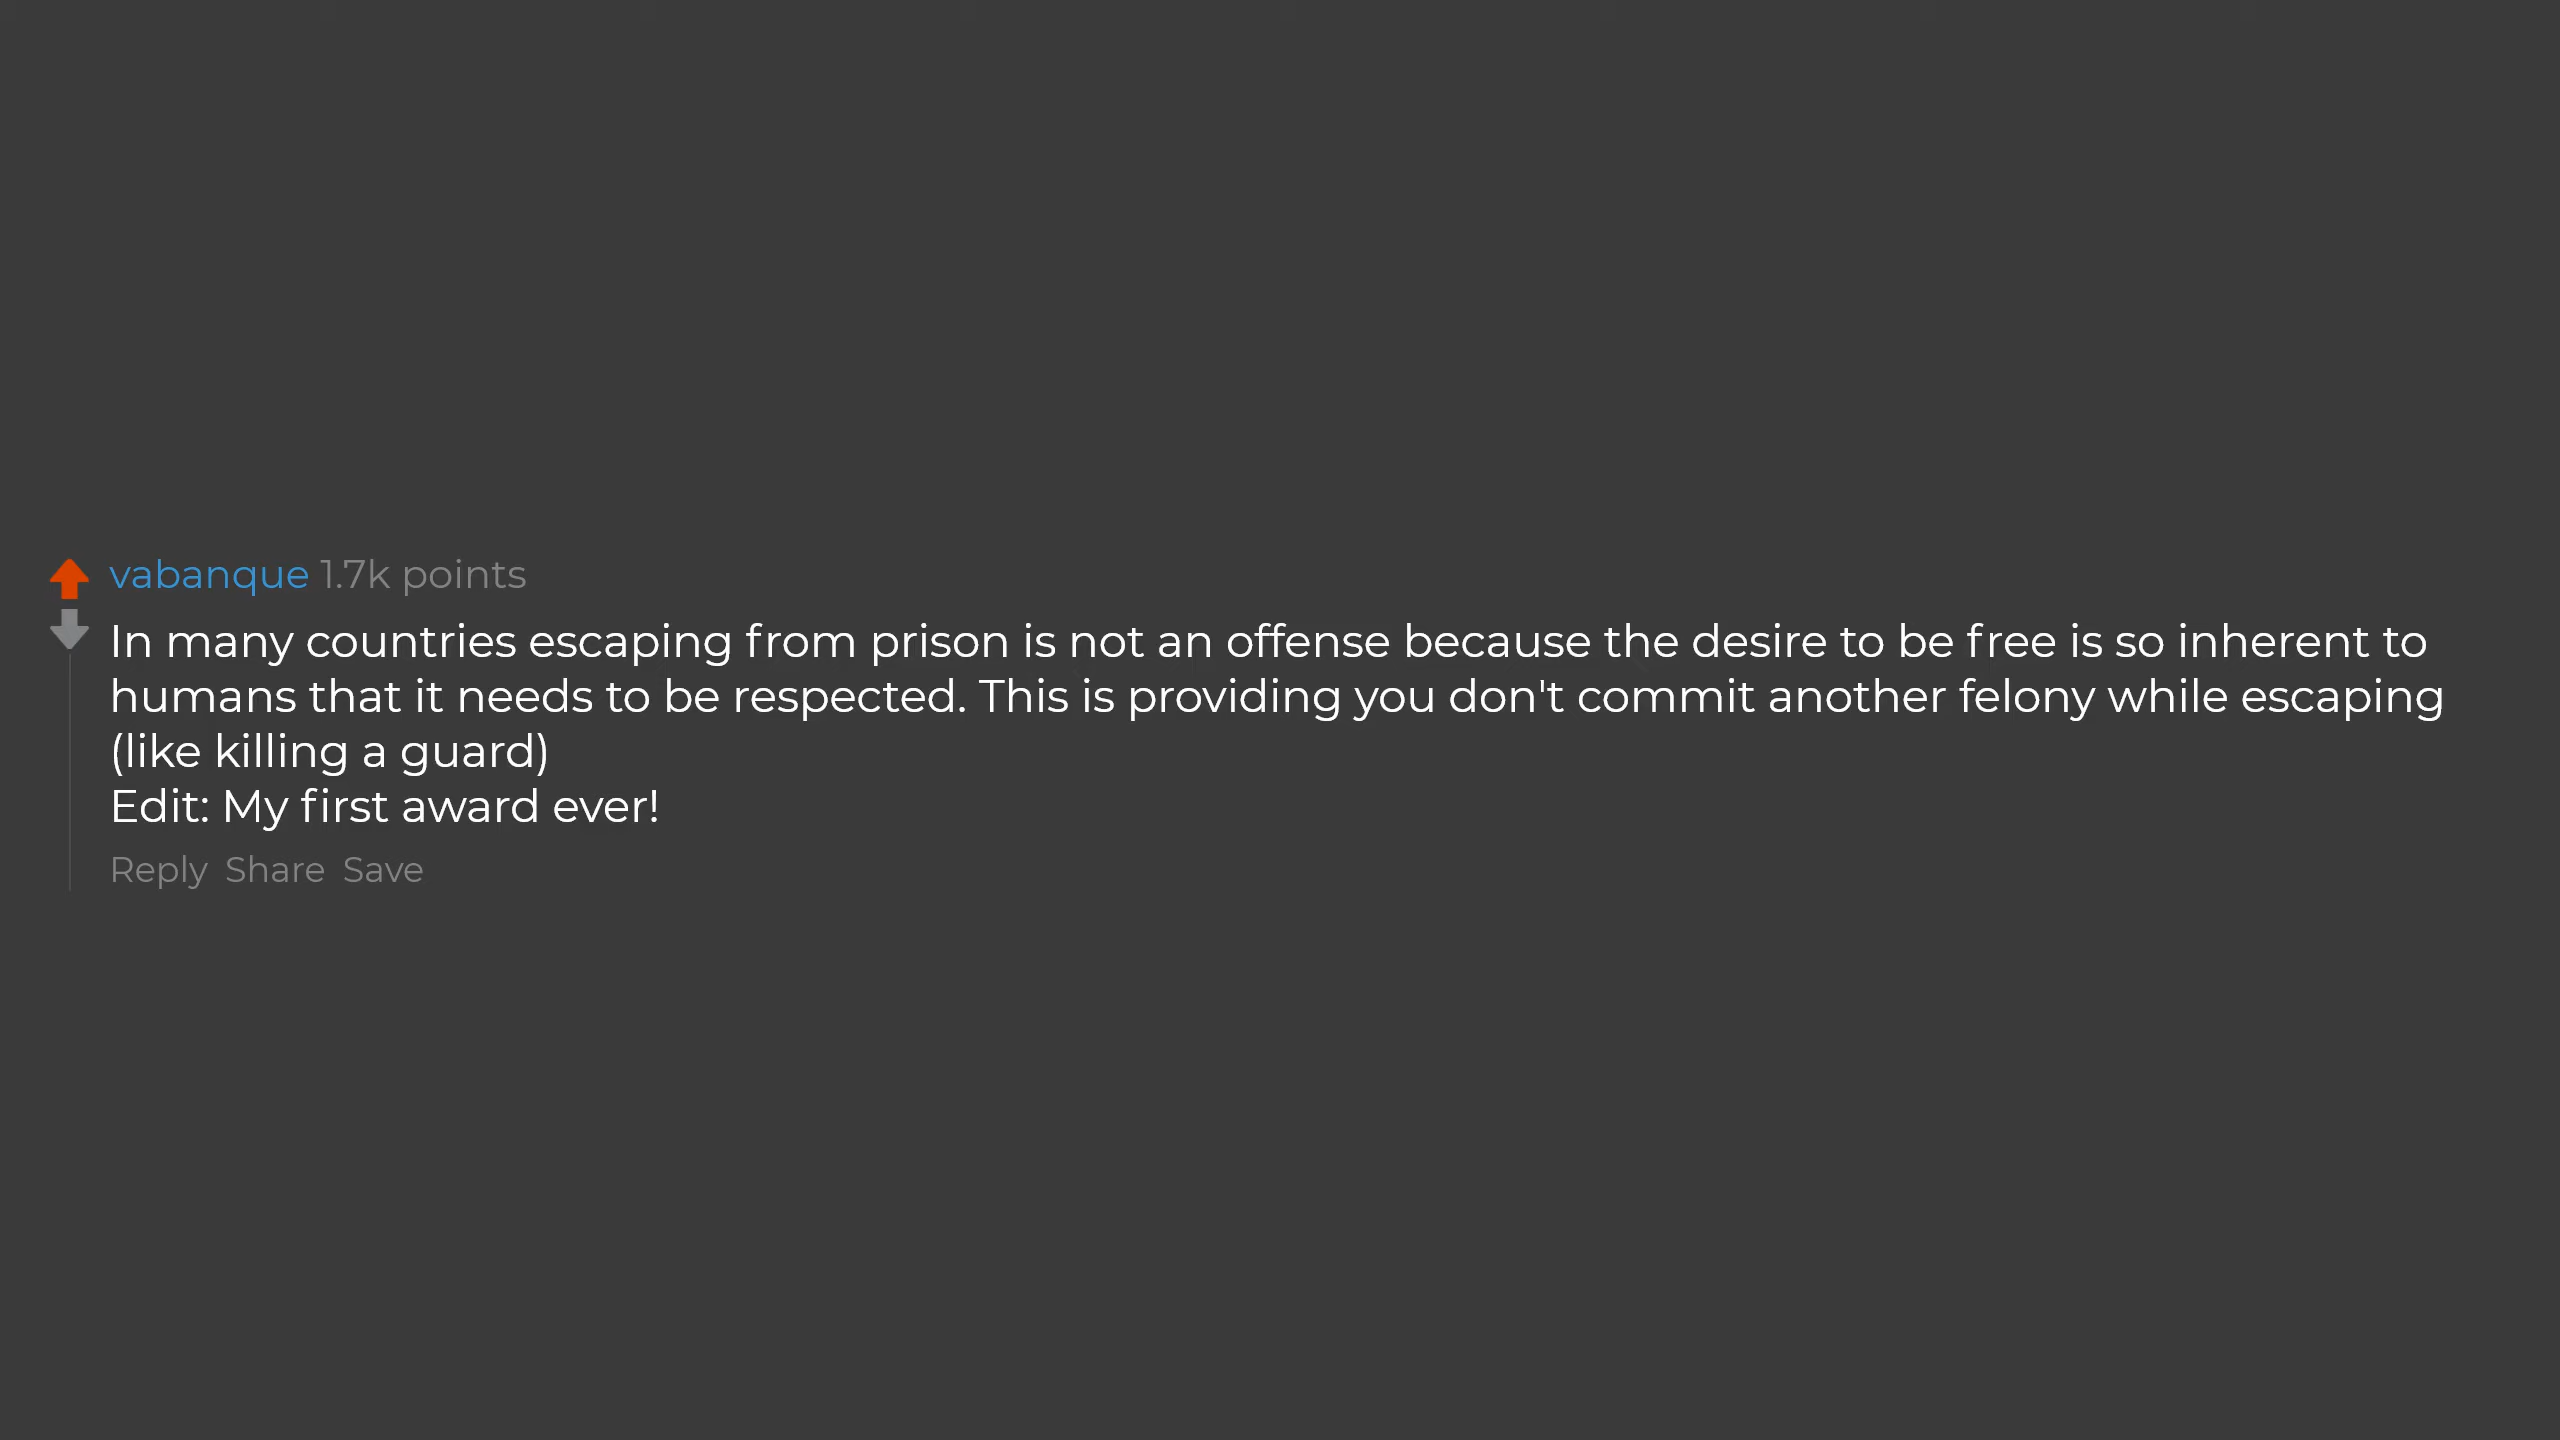 vabanque 1.7k points
In many countries escaping from prison is not an offense because the desire to be free is so inherent to
humans that it needs to be respected. This is providing you don't commit another felony while escaping
(like killing a guard)
Edit: My first award ever!
Reply Share Save